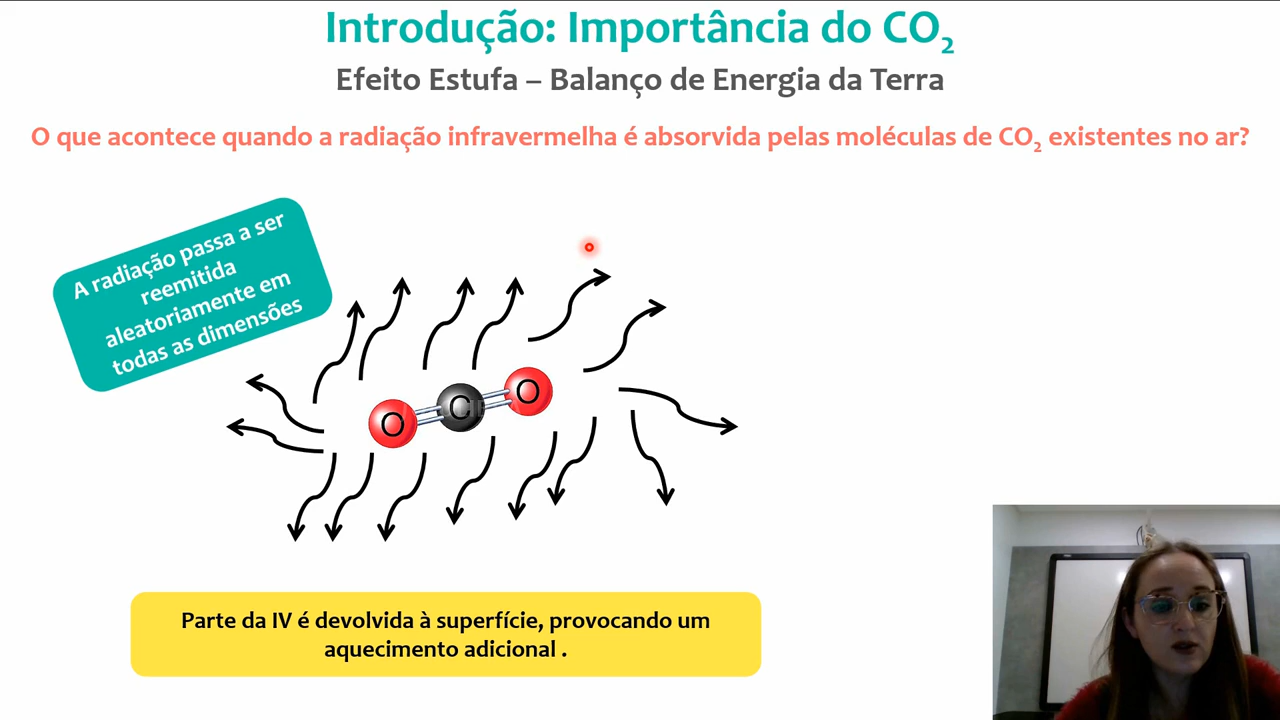 Introdução: Importância do CO₂
Efeito Estufa – Balanço de Energia da Terra
O que acontece quando a radiação infravermelha é absorvida pelas moléculas de CO₂ existentes no ar?
A radiação passa a ser
reemitida
aleatoriamente em
todas as dimensões
O C O
Parte da IV é devolvida à superfície, provocando um
aquecimento adicional .